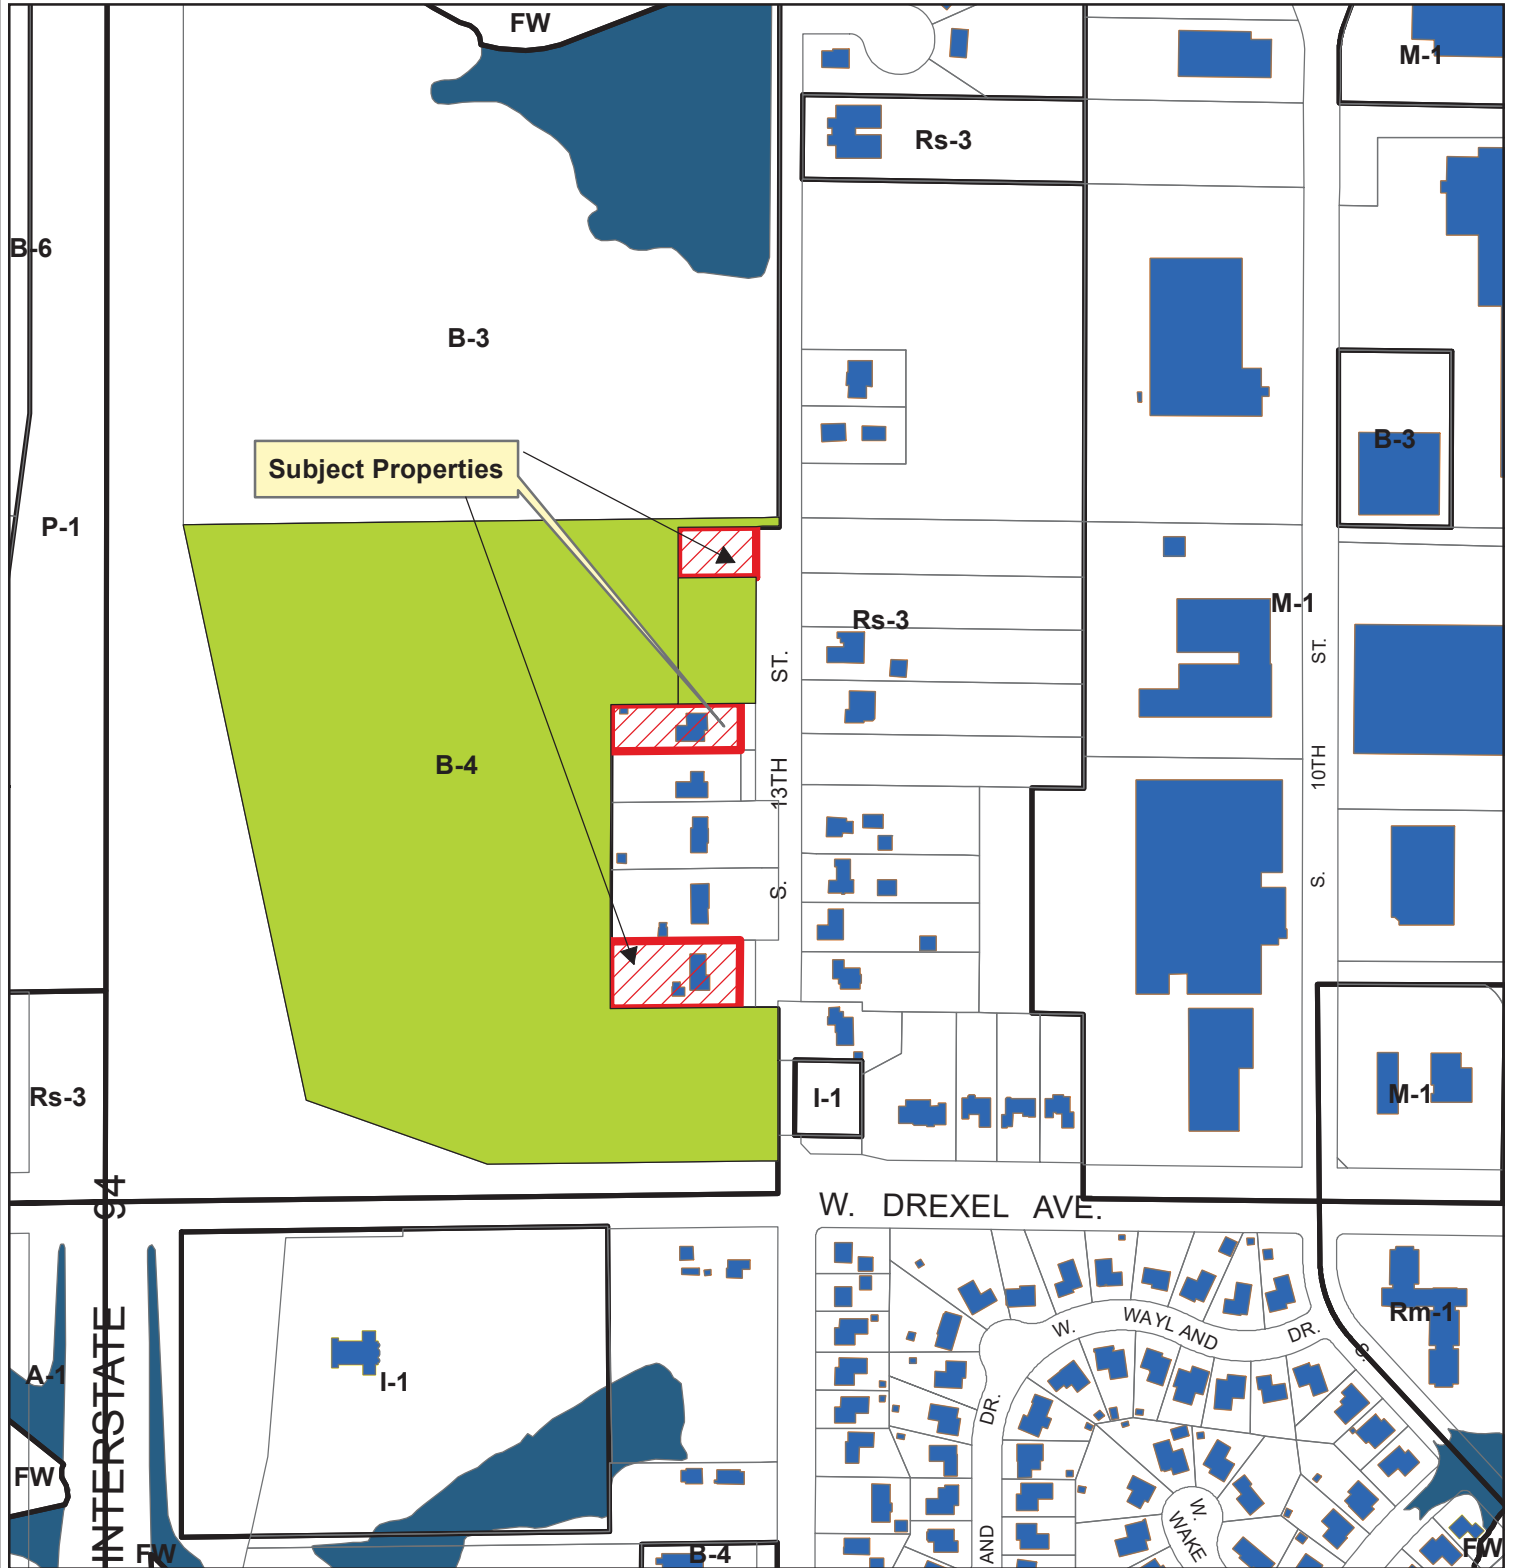 FW
M-1
Rs-3
B-6
B-3
B-3
Subject Properties
P-1
M-1
Rs-3
ST.
ST.
B-4
13TH
10TH
S.
S.
Rs-3
I-1
M-1
W. DREXEL AVE.
INTERSTATE 94
W. WAYLAND DR.
Rm-1
S.
A-1
I-1
DR.
FW
W. WAKE
AND
FW
B-4
FW